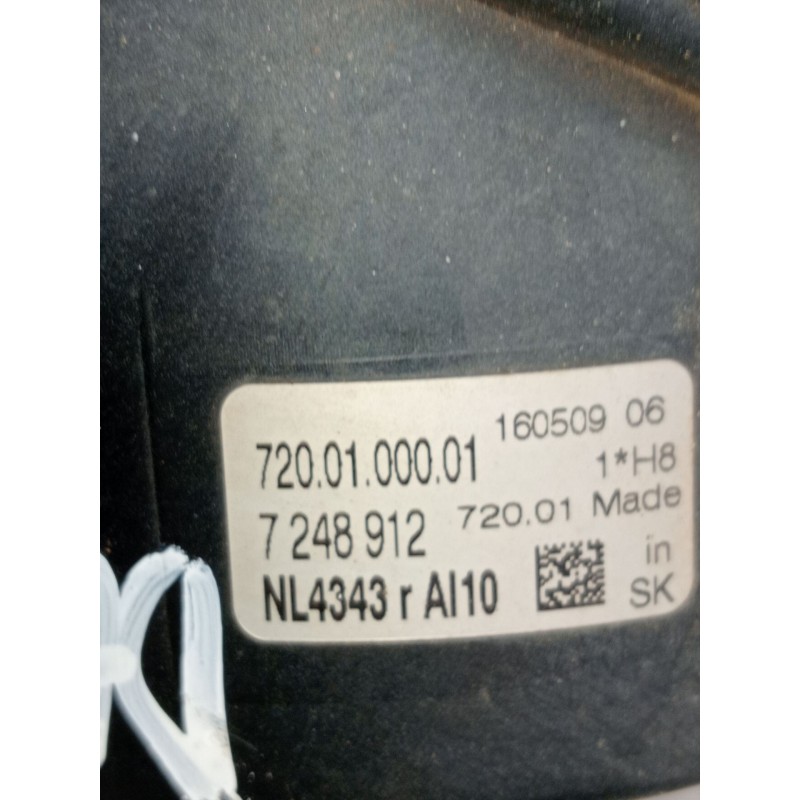 720.01.000.01 160509 06
1*H8
7 248 912 720.01 Made
in
NL4343 r AI10 SK